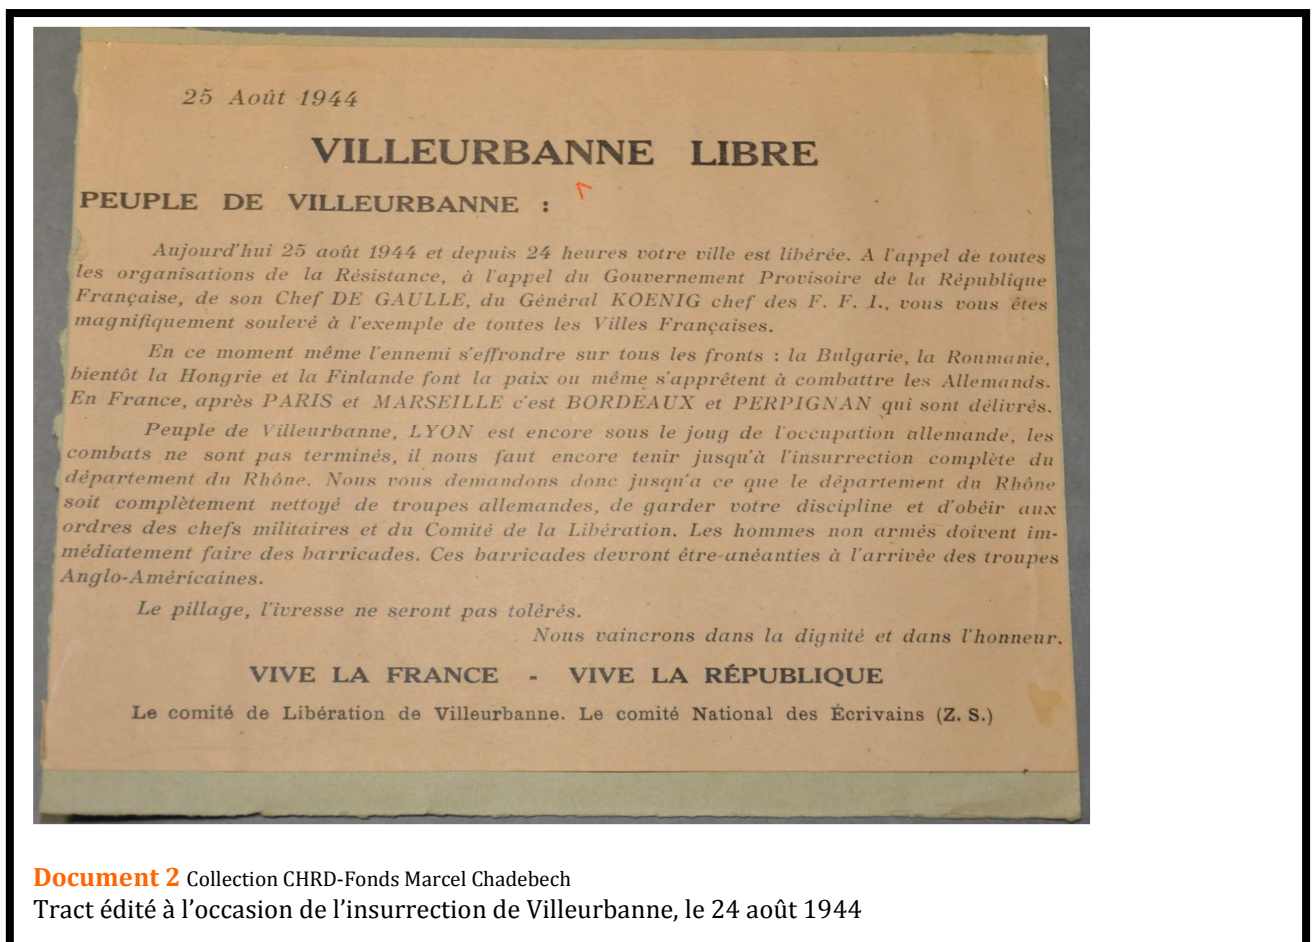 25 Août 1944
VILLEURBANNE LIBRE
PEUPLE DE VILLEURBANNE :
Aujourd'hui 25 août 1944 et depuis 24 heures votre ville est libérée. A l'appel de toutes
les organisations de la Résistance, à l'appel du Gouvernement Provisoire de la République
Française, de son Chef DE GAULLE, du Général KOENIG chef des F. F. I., vous vous êtes
magnifiquement soulevé à l'exemple de toutes les Villes Françaises.
En ce moment même l'ennemi s'effrondre sur tous les fronts : la Bulgarie, la Roumanie,
bientôt la Hongrie et la Finlande font la paix ou même s'apprêtent à combattre les Allemands.
En France, après PARIS et MARSEILLE c'est BORDEAUX et PERPIGNAN qui sont délivrés.
Peuple de Villeurbanne, LYON est encore sous le joug de l'occupation allemande, les
combats ne sont pas terminés, il nous faut encore tenir jusqu'à l'insurrection complète du
département du Rhône. Nous vous demandons donc jusqu'a ce que le département du Rhône
soit complètement nettoyé de troupes allemandes, de garder votre discipline et d'obéir aux
ordres des chefs militaires et du Comité de la Libération. Les hommes non armés doivent im-
médiatement faire des barricades. Ces barricades devront être anéanties à l'arrivée des troupes
Anglo-Américaines.
Le pillage, l'ivresse ne seront pas tolérés.
Nous vaincrons dans la dignité et dans l'honneur.
VIVE LA FRANCE - VIVE LA RÉPUBLIQUE
Le comité de Libération de Villeurbanne. Le comité National des Écrivains (Z. S.)
Document 2 Collection CHRD-Fonds Marcel Chadebech
Tract édité à l'occasion de l'insurrection de Villeurbanne, le 24 août 1944